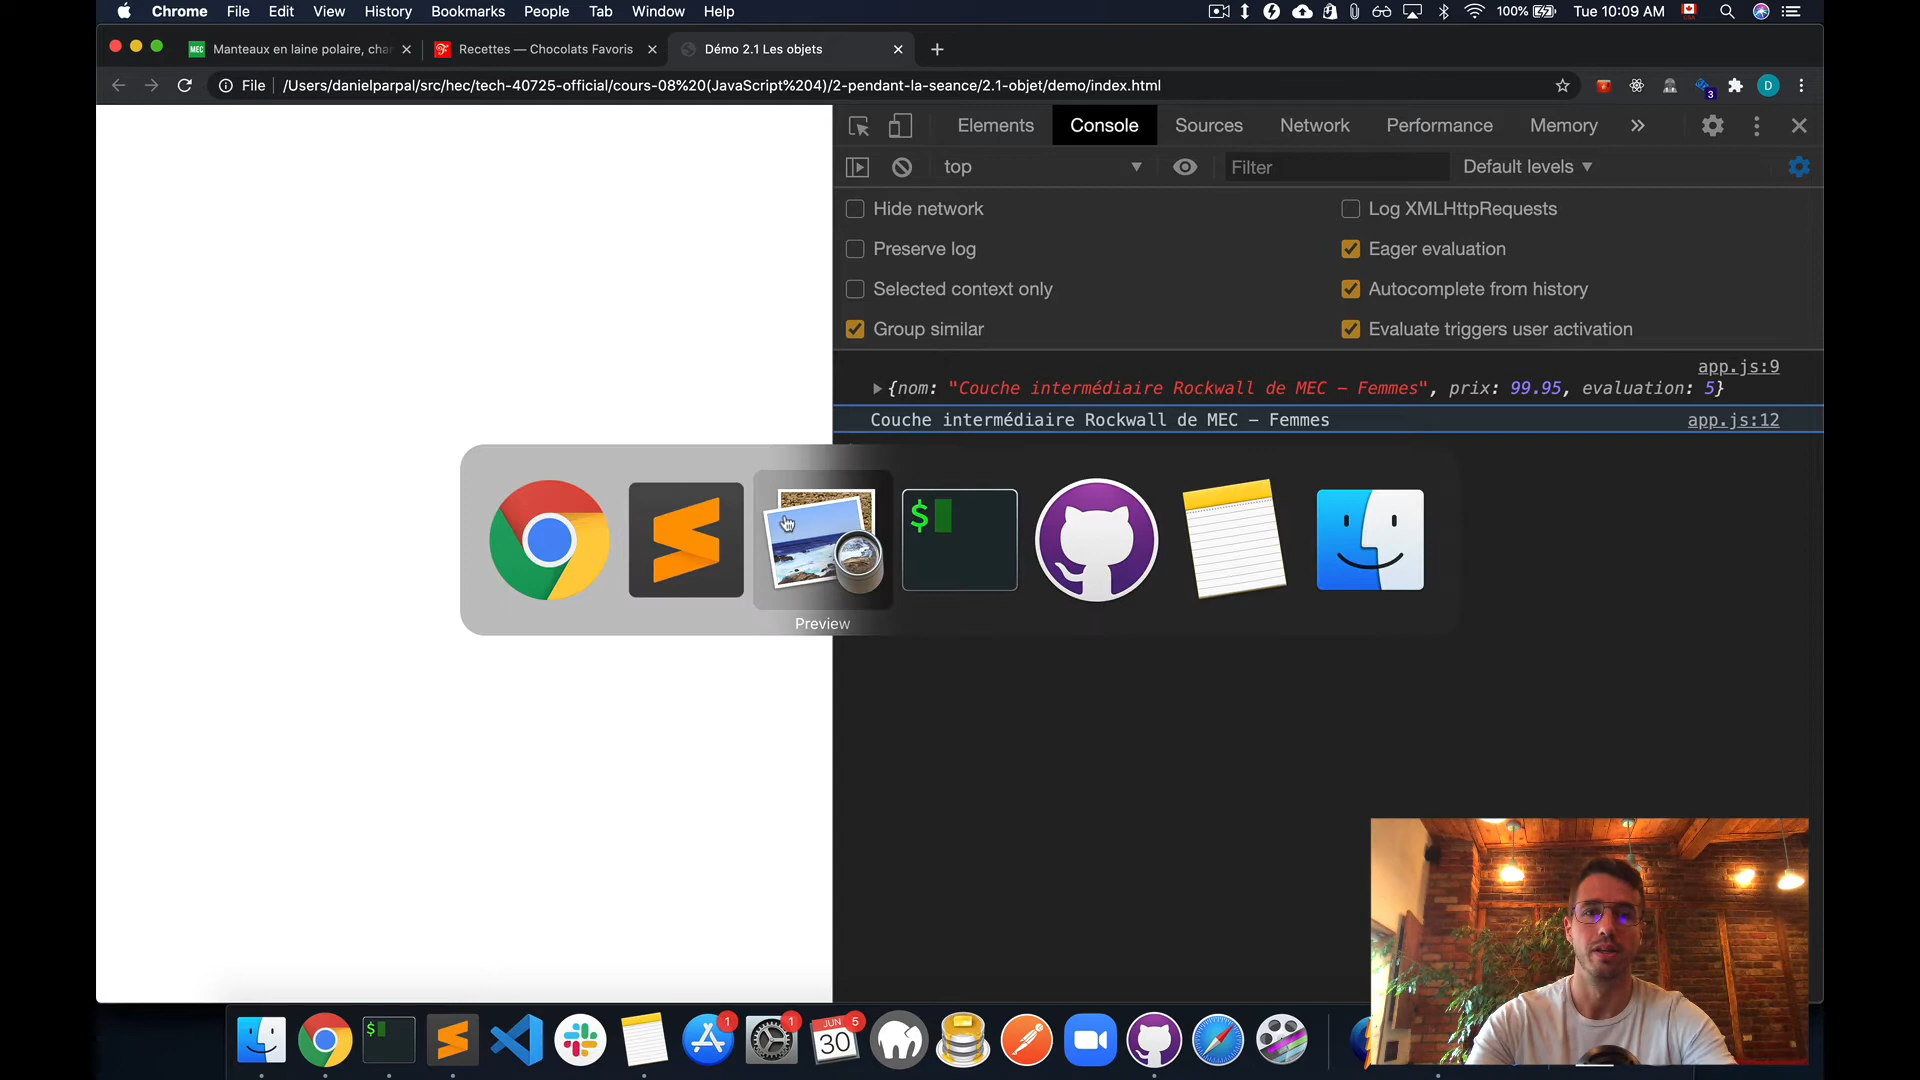 Chrome File Edit View History Bookmarks People Tab Window Help 100% Tue 10:09 AM
MEC Manteaux en laine polaire, cha Recettes — Chocolats Favoris Démo 2.1 Les objets
File /Users/danielparpal/src/hec/tech-40725-official/cours-08%20(JavaScript%204)/2-pendant-la-seance/2.1-objet/demo/index.html 3 D
Elements Console Sources Network Performance Memory
top Filter Default levels
Hide network Log XMLHttpRequests
Preserve log Eager evaluation
Selected context only Autocomplete from history
Group similar Evaluate triggers user activation
app.js:9
{nom: "Couche intermédiaire Rockwall de MEC – Femmes", prix: 99.95, evaluation: 5}
Couche intermédiaire Rockwall de MEC – Femmes app.js:12
$
Preview
$ 1 1 JUN 5
30